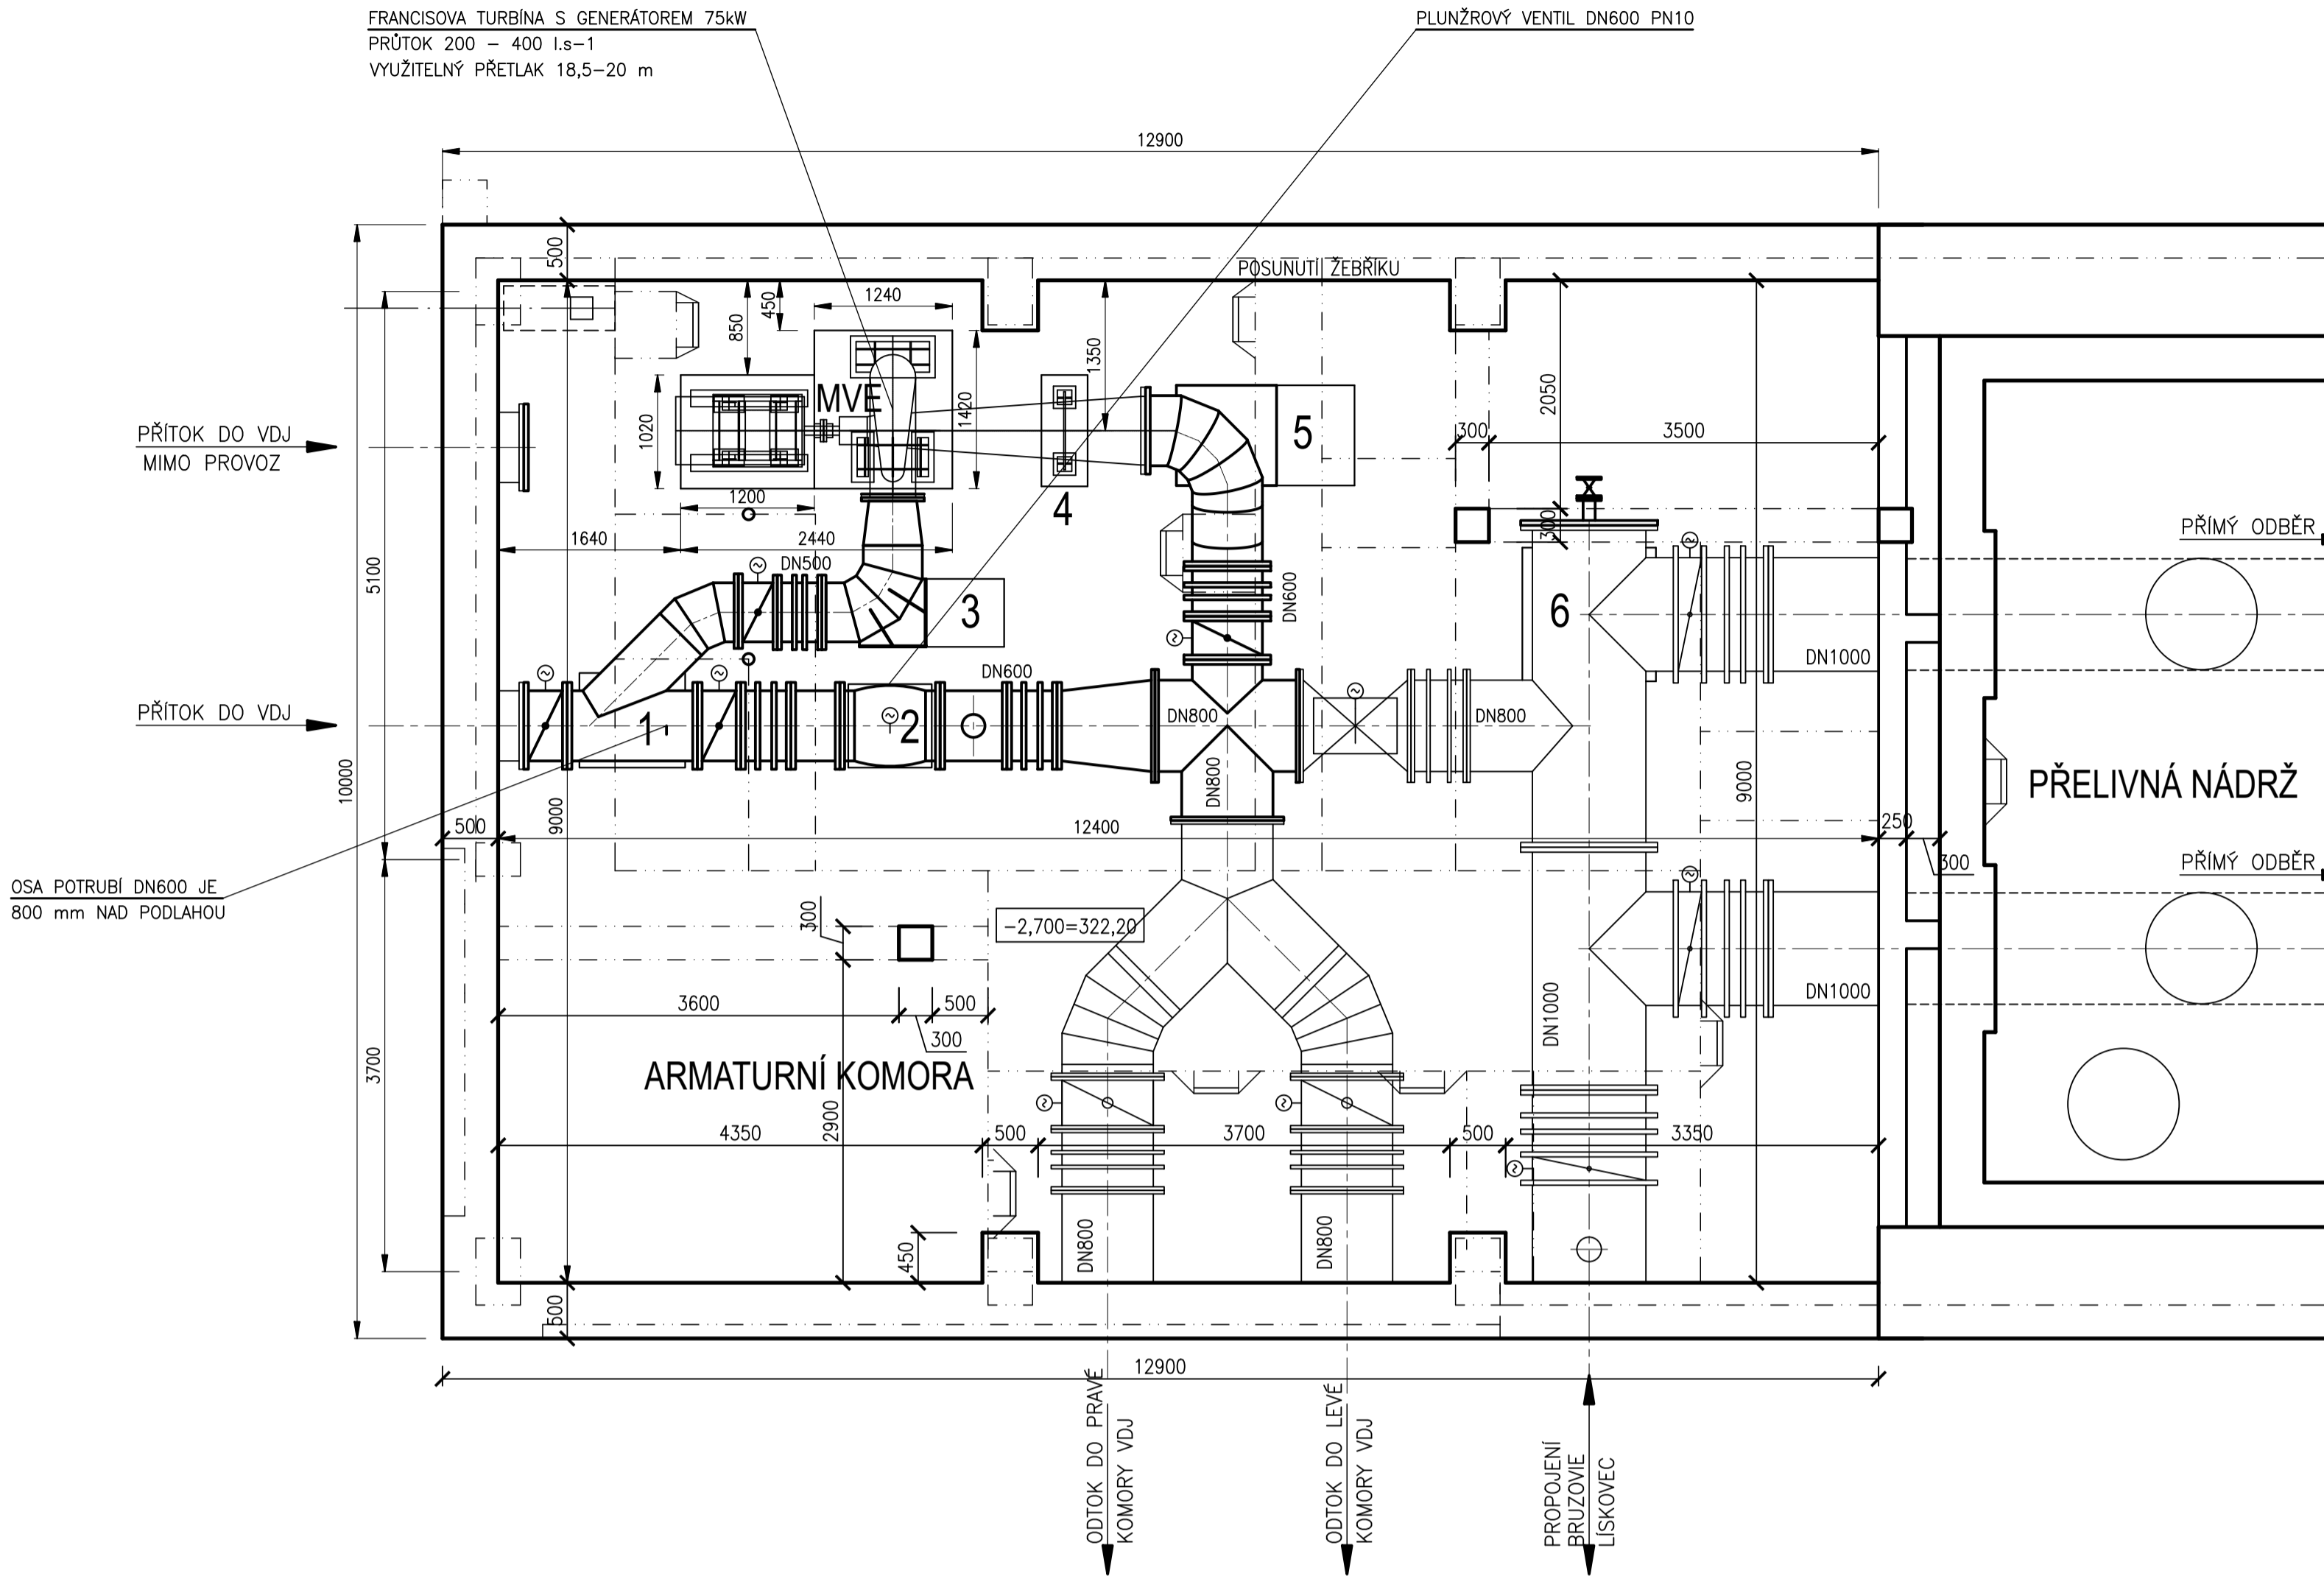 FRANCISOVA TURBÍNA S GENERÁTOREM 75kW
PRŮTOK 200 – 400 l.s–1
VYUŽITELNÝ PŘETLAK 18,5–20 m
PLUNŽROVÝ VENTIL DN600 PN10
12900
500
POSUNUTÍ ŽEBŘÍKU
450
1240
850
1350
1420
MVE
1020
5
2050
300
3500
PŘÍTOK DO VDJ
MIMO PROVOZ
1200
4
300
PŘÍMÝ ODBĚR
1640
2440
DN500
5100
3
DN600
6
DN600
DN1000
PŘÍTOK DO VDJ
1
2
DN800
DN800
DN800
10000
9000
9000
PŘELIVNÁ NÁDRŽ
500
12400
250
300
PŘÍMÝ ODBĚR
OSA POTRUBÍ DN600 JE
800 mm NAD PODLAHOU
300
–2,700=322,20
3600
500
300
DN1000
DN1000
3700
ARMATURNÍ KOMORA
2900
4350
500
3700
500
3350
450
DN800
DN800
500
12900
ODTOK DO PRAVÉ
KOMORY VDJ
ODTOK DO LEVÉ
KOMORY VDJ
PROPOJENÍ
BRUZOVIE
LÍSKOVEC